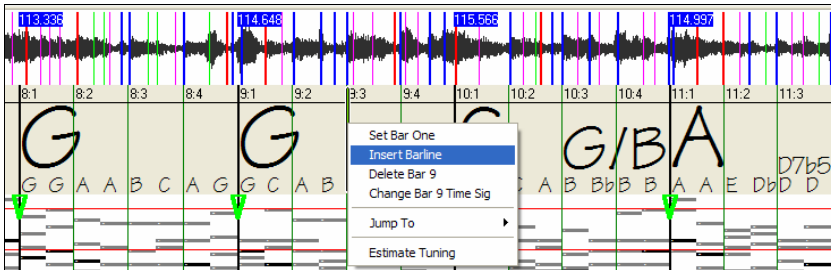 113.336 114.648 115.566 114.997
8:1 8:2 8:3 8:4 9:1 9:2 9:3 9:4 10:1 10:2 10:3 10:4 11:1 11:2 11:3
G G G/B A D7b5
G G A A B C A G G C A B A B Bb B B A A E Db D D
Set Bar One
Insert Barline
Delete Bar 9
Change Bar 9 Time Sig
Jump To
Estimate Tuning